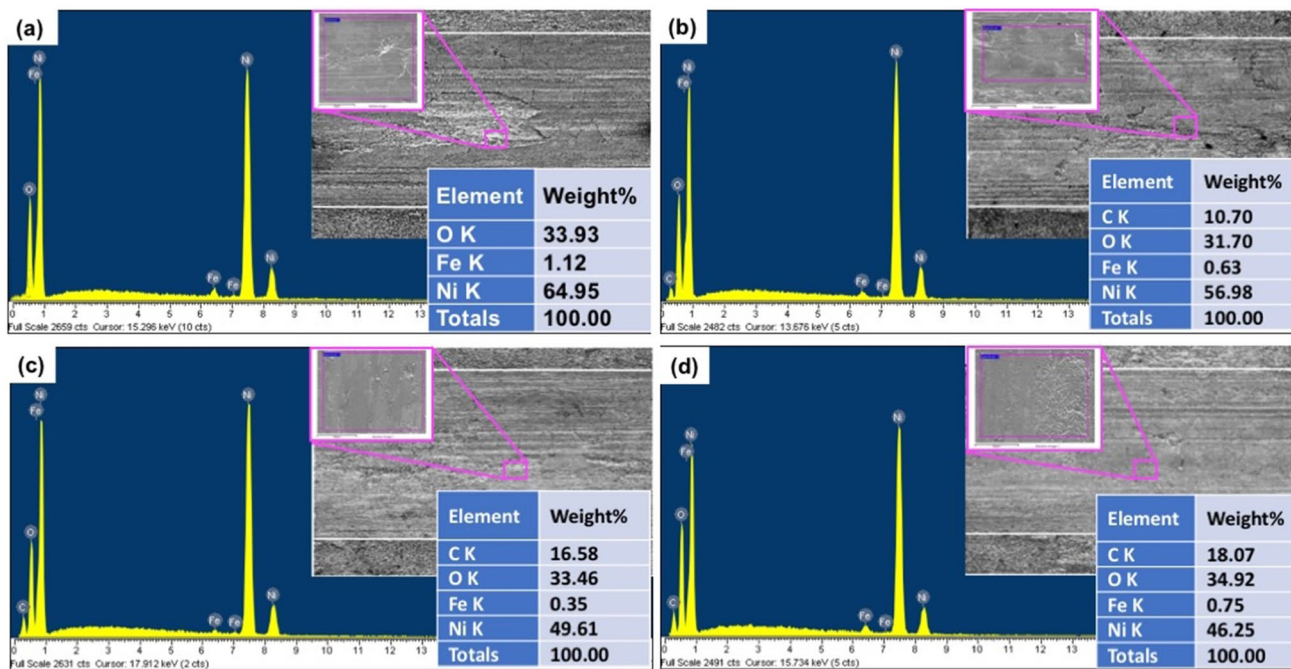 (a)
Ni
Ni
Fe
O
Fe
Fe
Ni
0 1 2 3 4 5 6 7 8 9 10 11 12 13
Full Scale 2659 cts Cursor: 15.296 keV (10 cts)
Element Weight%
O K 33.93
Fe K 1.12
Ni K 64.95
Totals 100.00
(b)
Ni
Ni
Fe
O
C
Fe
Fe
Ni
0 1 2 3 4 5 6 7 8 9 10 11 12 13
Full Scale 2482 cts Cursor: 13.676 keV (5 cts)
Element Weight%
C K 10.70
O K 31.70
Fe K 0.63
Ni K 56.98
Totals 100.00
(c)
Ni
Ni
Fe
O
C
Fe
Fe
Ni
0 1 2 3 4 5 6 7 8 9 10 11 12 13
Full Scale 2631 cts Cursor: 17.912 keV (2 cts)
Element Weight%
C K 16.58
O K 33.46
Fe K 0.35
Ni K 49.61
Totals 100.00
(d)
Ni
Ni
Fe
O
C
Fe
Fe
Ni
0 1 2 3 4 5 6 7 8 9 10 11 12 13
Full Scale 2491 cts Cursor: 15.734 keV (5 cts)
Element Weight%
C K 18.07
O K 34.92
Fe K 0.75
Ni K 46.25
Totals 100.00